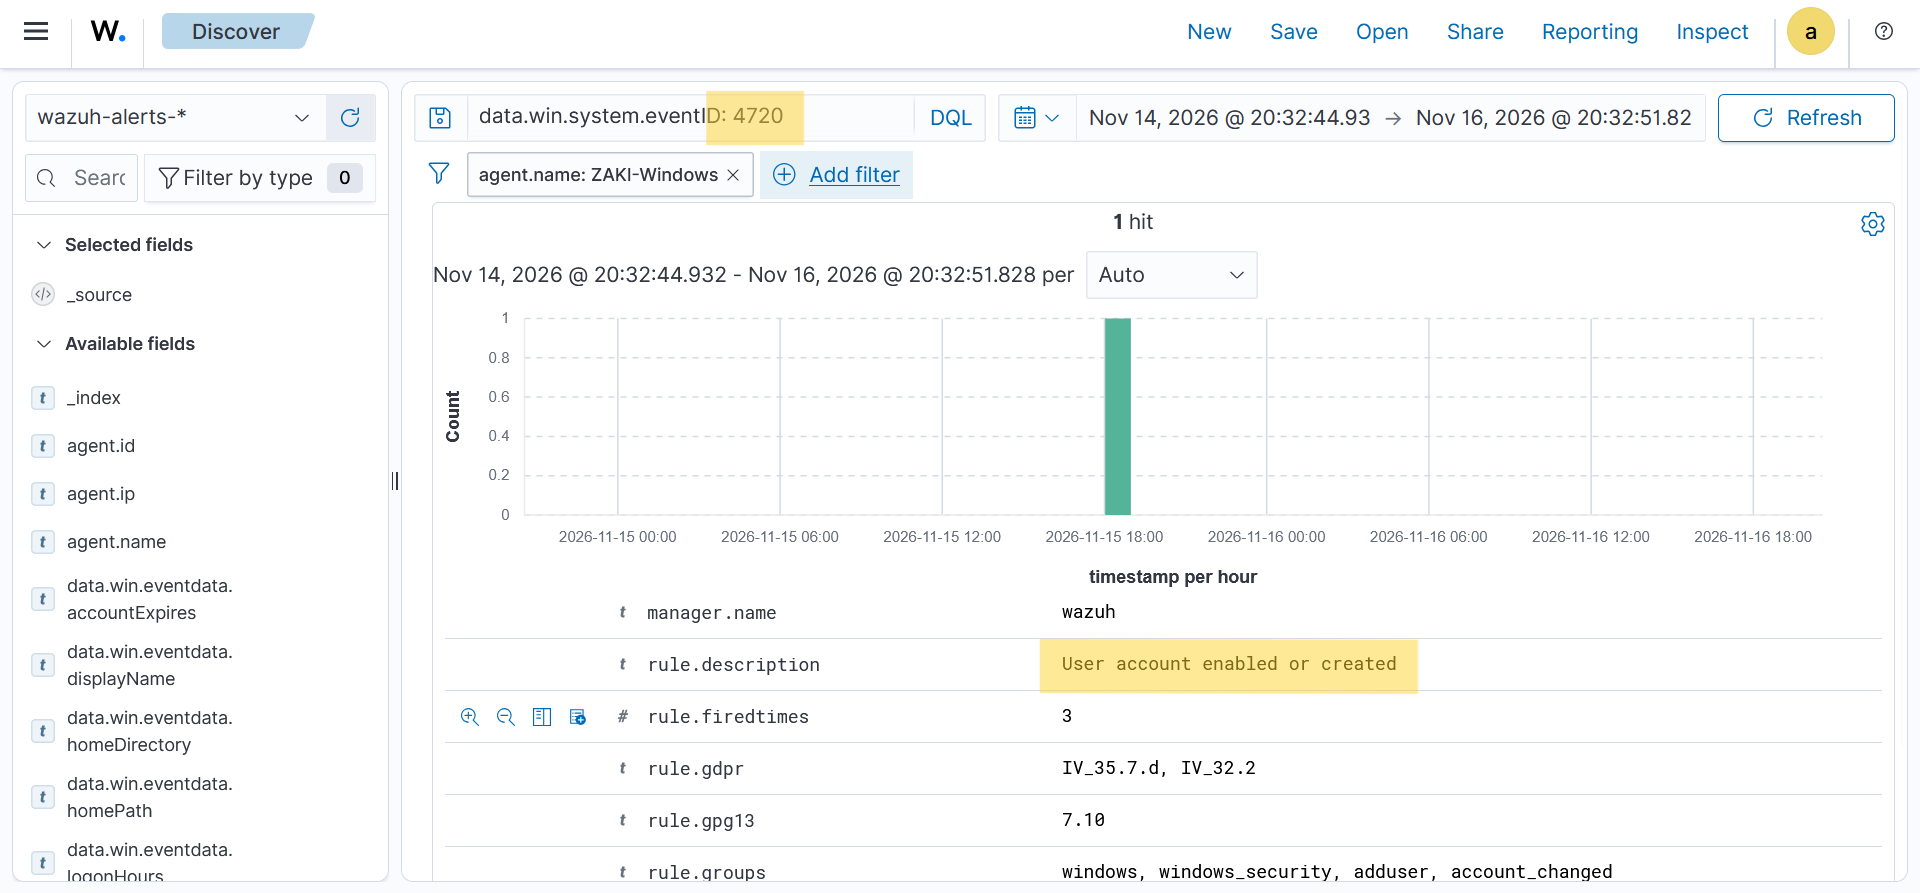 W.
Discover
New Save Open Share Reporting Inspect
a
wazuh-alerts-*
data.win.system.eventID: 4720
DQL
Nov 14, 2026 @ 20:32:44.93 → Nov 16, 2026 @ 20:32:51.82
Refresh
Search
Filter by type 0
agent.name: ZAKI-Windows ×
Add filter
Selected fields
_source
Available fields
t _index
t agent.id
t agent.ip
t agent.name
t data.win.eventdata.
accountExpires
t data.win.eventdata.
displayName
t data.win.eventdata.
homeDirectory
t data.win.eventdata.
homePath
t data.win.eventdata.
logonHours
1 hit
Nov 14, 2026 @ 20:32:44.932 - Nov 16, 2026 @ 20:32:51.828 per
Auto
Count
1
0.8
0.6
0.4
0.2
0
2026-11-15 00:00 2026-11-15 06:00 2026-11-15 12:00 2026-11-15 18:00 2026-11-16 00:00 2026-11-16 06:00 2026-11-16 12:00 2026-11-16 18:00
timestamp per hour
t manager.name wazuh
t rule.description User account enabled or created
# rule.firedtimes 3
t rule.gdpr IV_35.7.d, IV_32.2
t rule.gpg13 7.10
t rule.groups windows, windows_security, adduser, account_changed